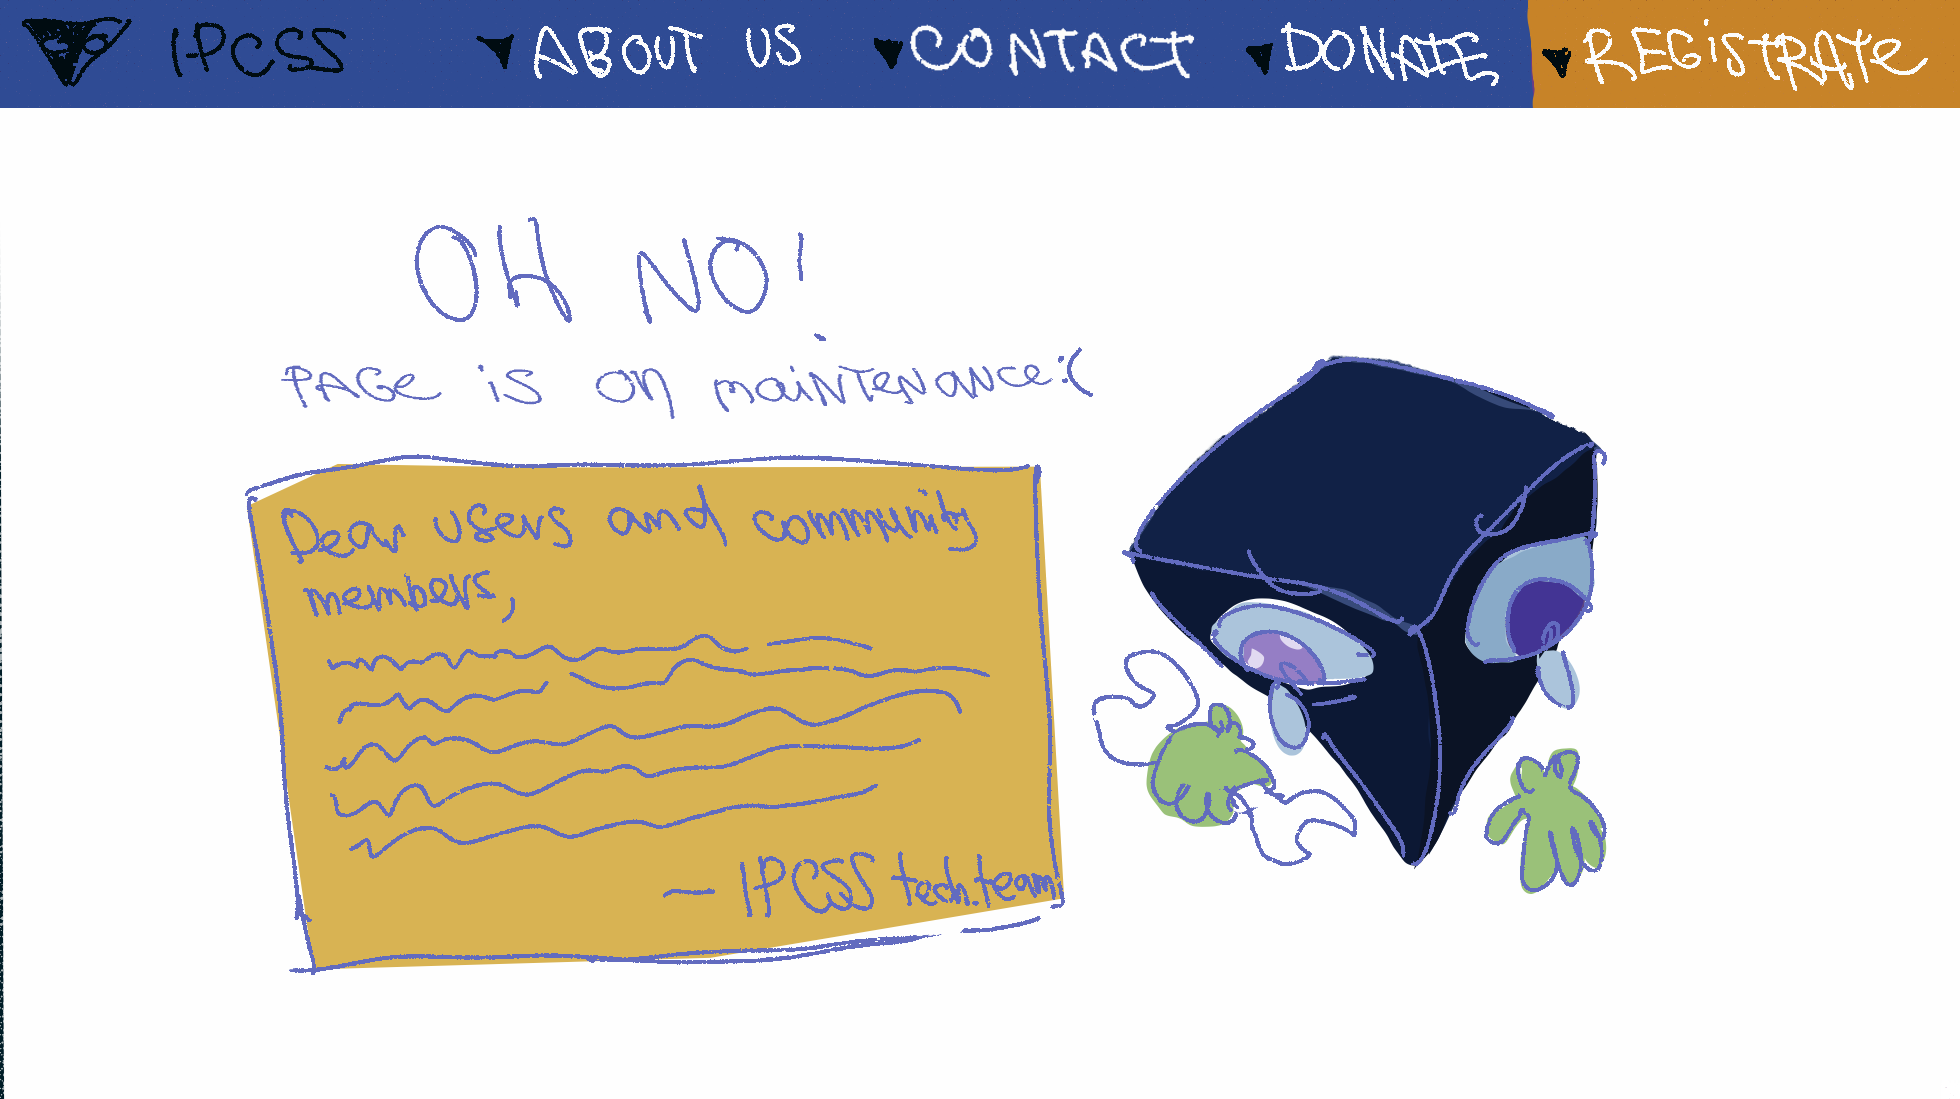 IPCSS
ABOUT US
CONTACT
DONATE
REGISTRATE
OH NO!
PAGE is ON mainTENANCE:(
Dear users and community
members,
— IPCSS tech.team